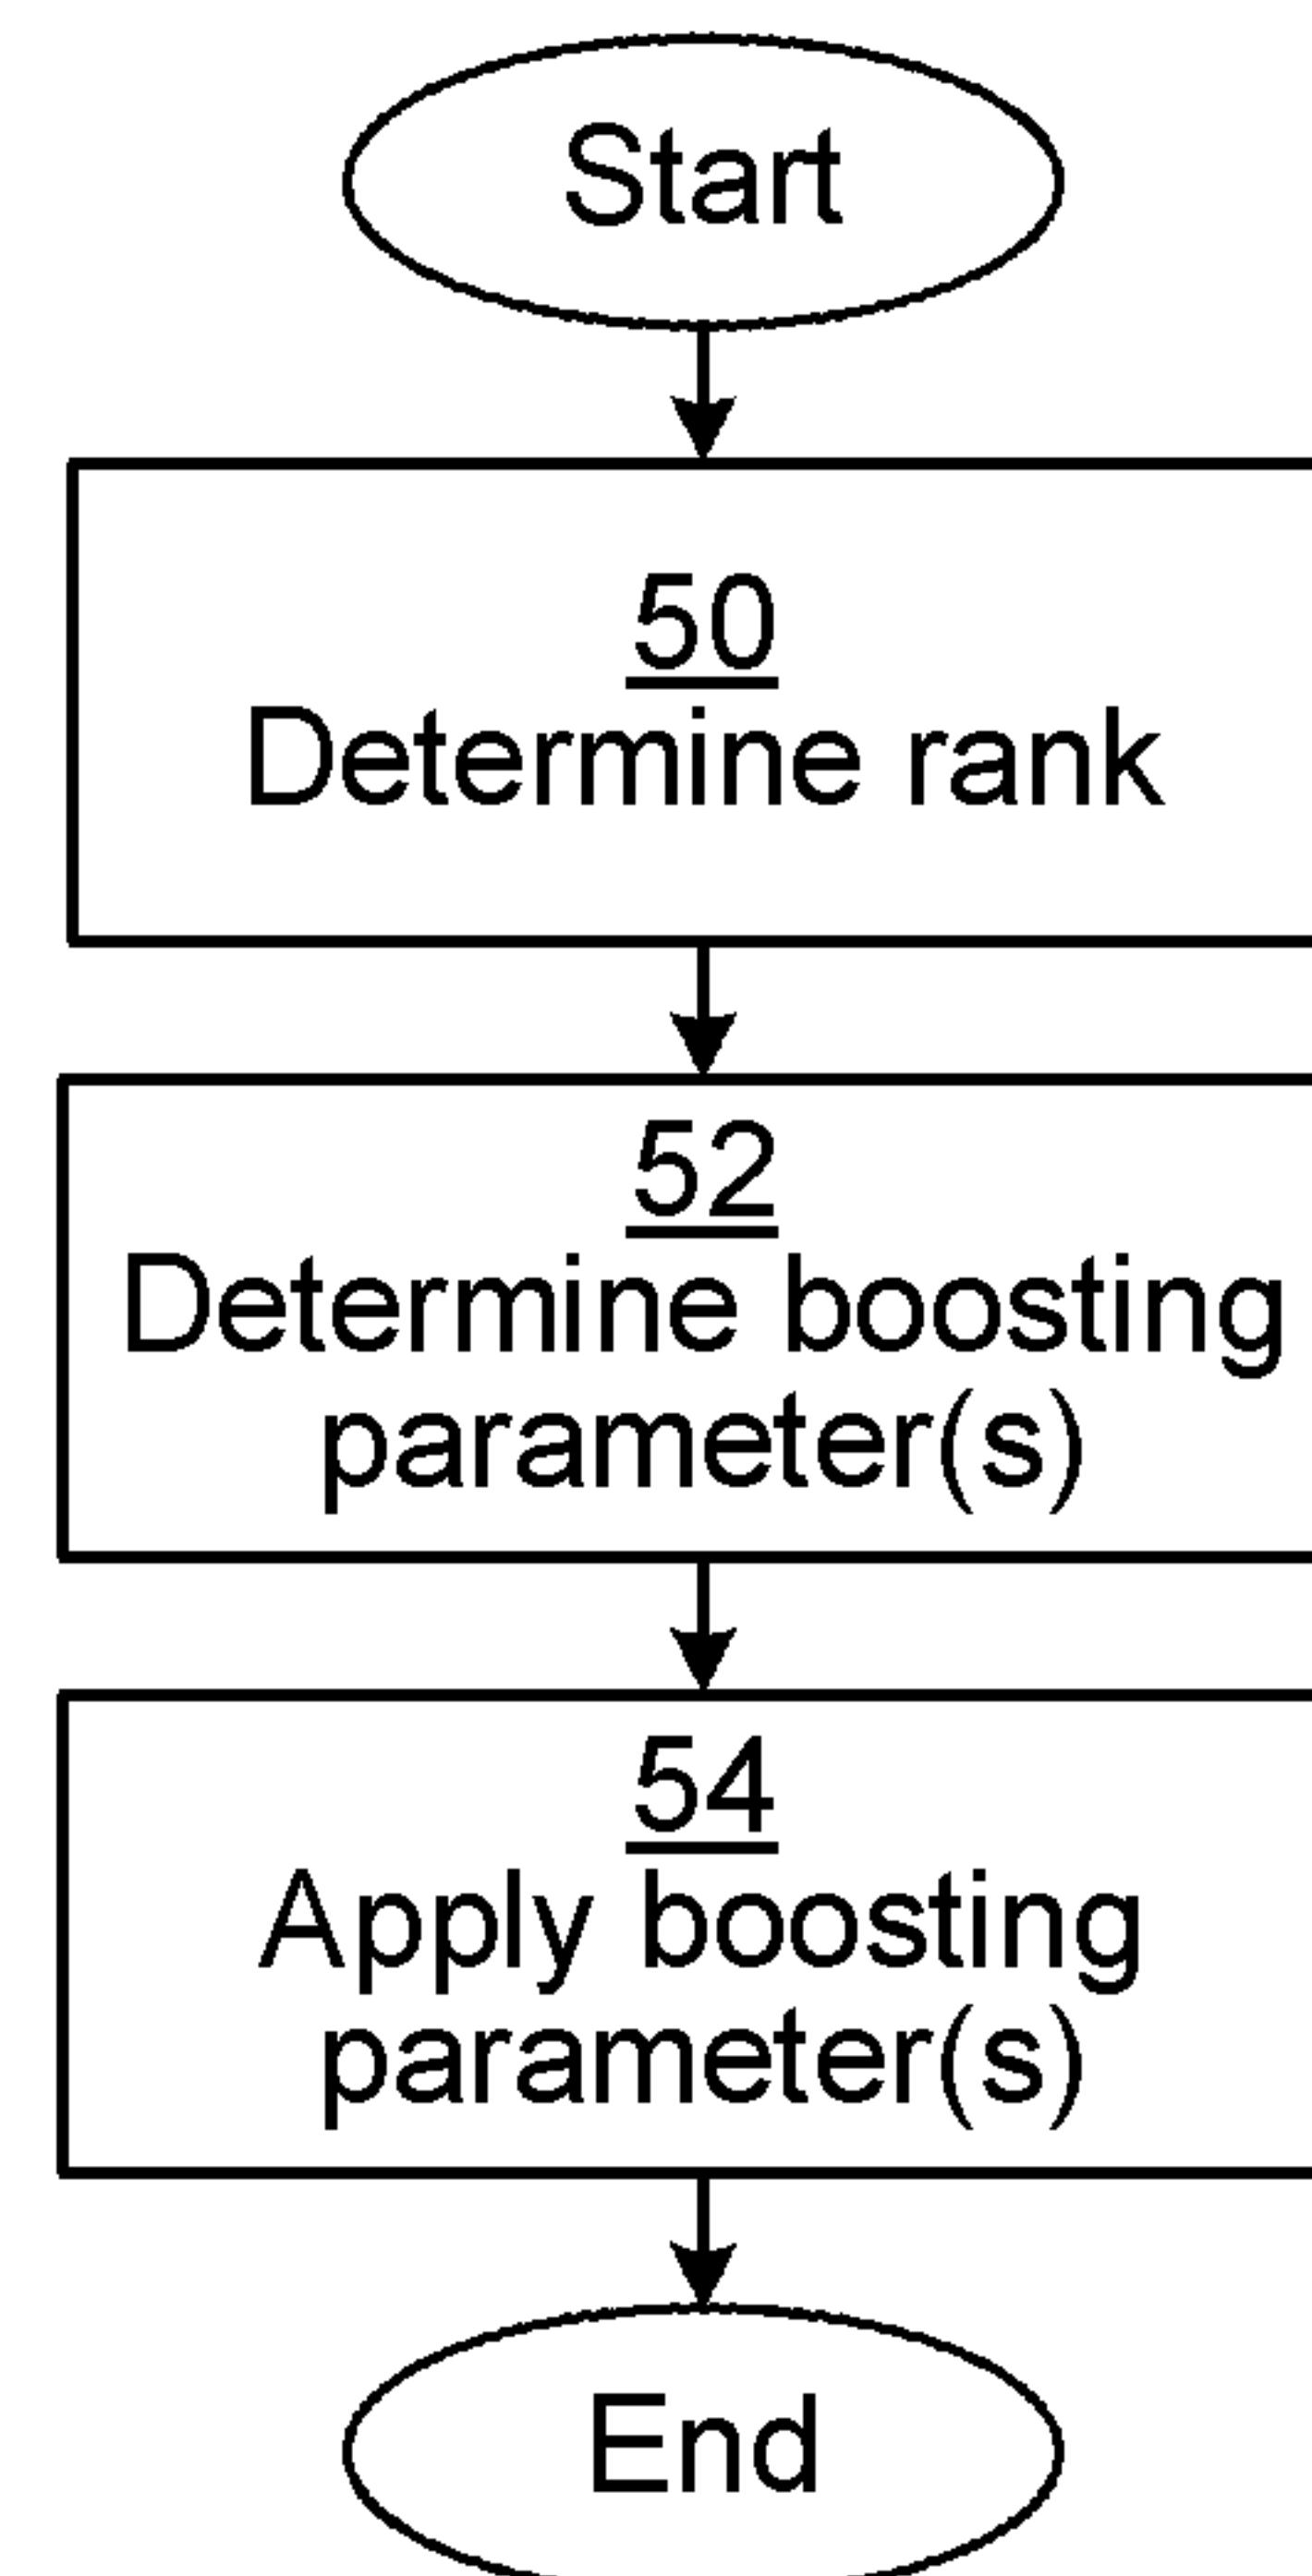 Start
50
Determine rank
52
Determine boosting
parameter(s)
54
Apply boosting
parameter(s)
End